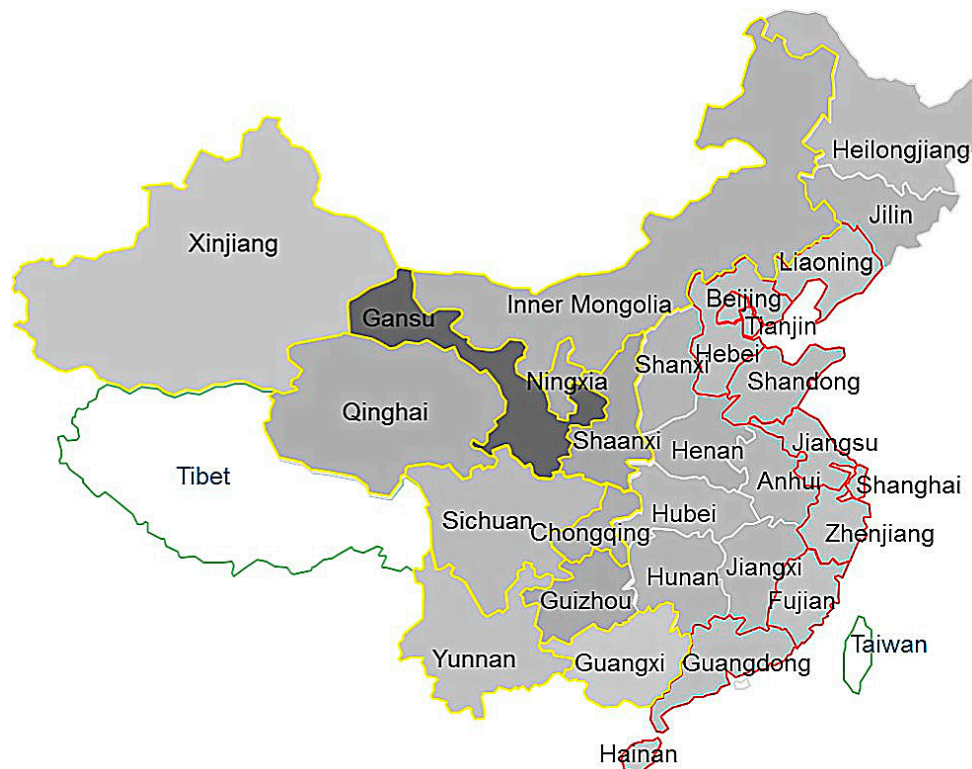 Heilongjiang
Jilin
Xinjiang
Liaoning
Inner Mongolia
Beijing
Gansu
Tianjin
Hebei
Shanxi
Ningxia
Shandong
Qinghai
Shaanxi
Henan
Jiangsu
Tibet
Anhui
Shanghai
Sichuan
Hubei
Chongqing
Zhenjiang
Jiangxi
Hunan
Guizhou
Fujian
Taiwan
Yunnan
Guangxi
Guangdong
Hainan